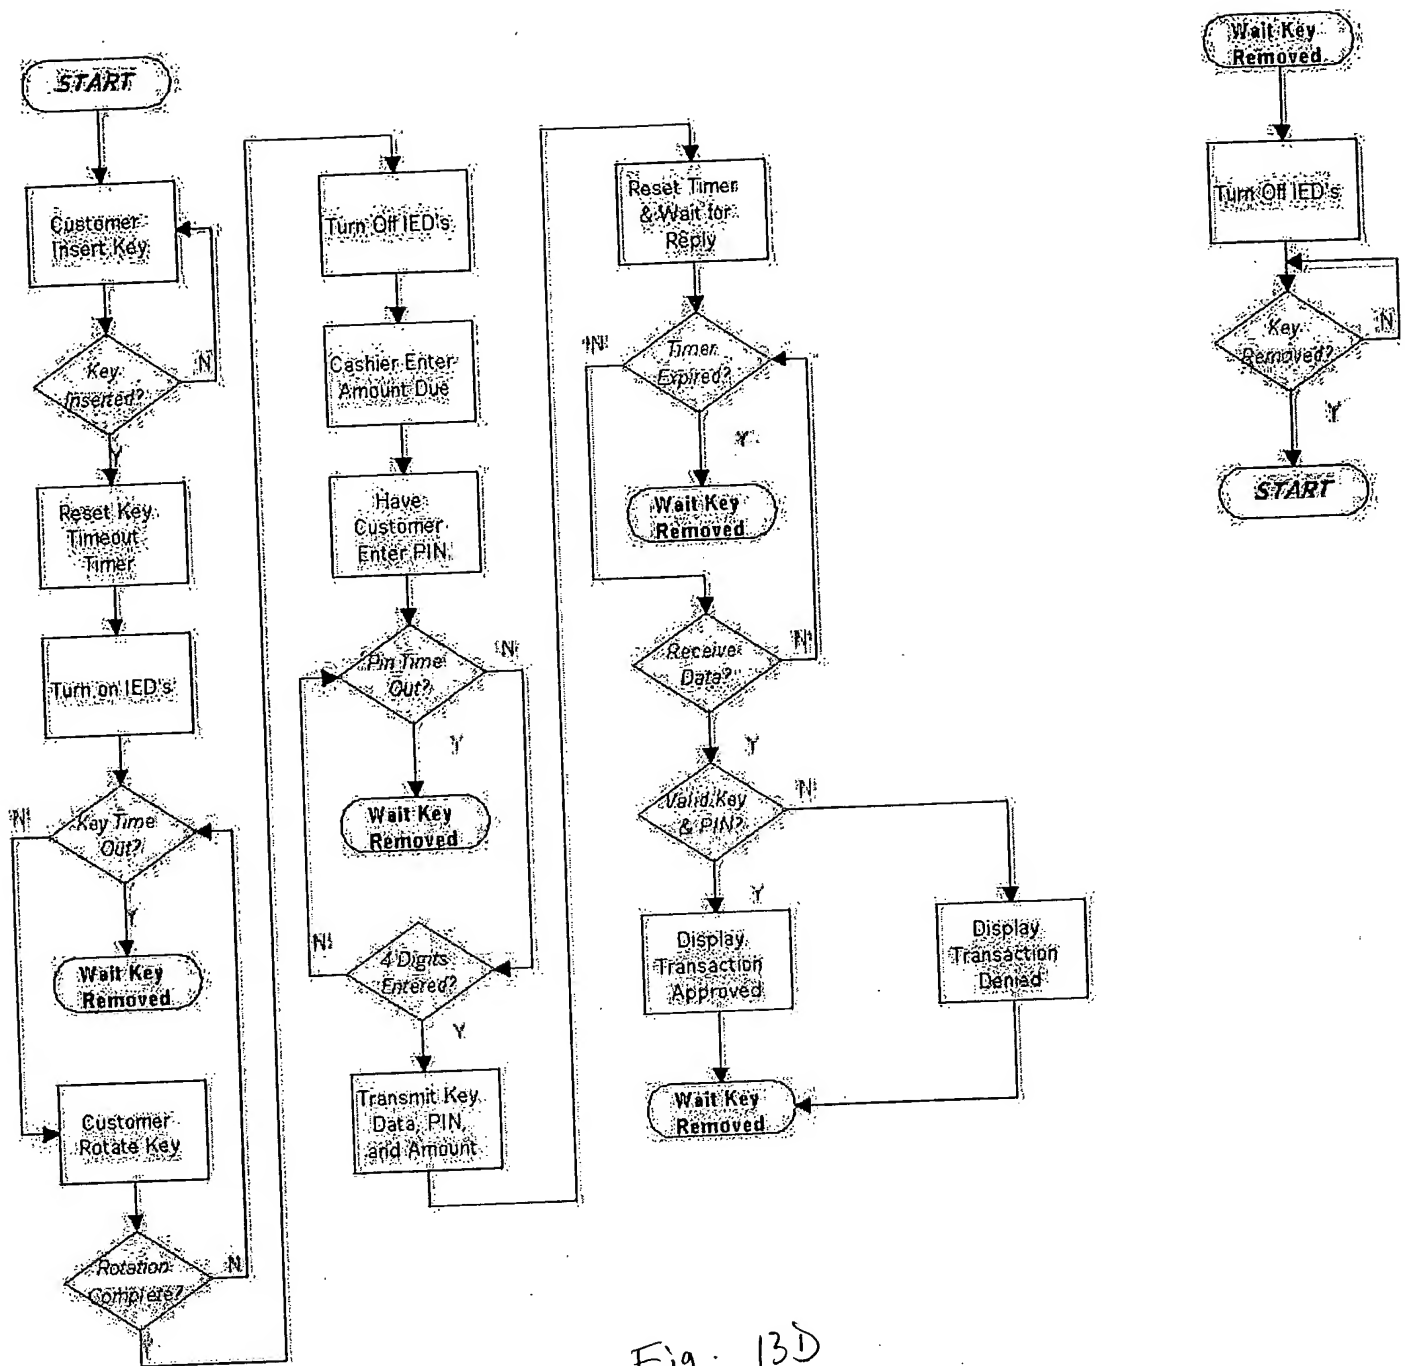 START
Customer
Insert Key
Key
Inserted?
N
Y
Reset Key
Timeout
Timer
Turn on IED's
Key Time
Out?
N
Y
Wait Key
Removed
Customer
Rotate Key
Rotation
Complete?
N
Turn Off IED's
Cashier Enter
Amount Due
Have
Customer
Enter PIN
Pin Time
Out?
N
Y
Wait Key
Removed
4 Digits
Entered?
N
Y
Transmit Key
Data, PIN,
and Amount
Reset Timer
& Wait for
Reply
Timer
Expired?
N
Y
Wait Key
Removed
Receive
Data?
N
Y
Valid Key
& PIN?
N
Y
Display
Transaction
Approved
Display
Transaction
Denied
Wait Key
Removed
Wait Key
Removed
Turn Off IED's
Key
Removed?
N
Y
START
Fig. 13D